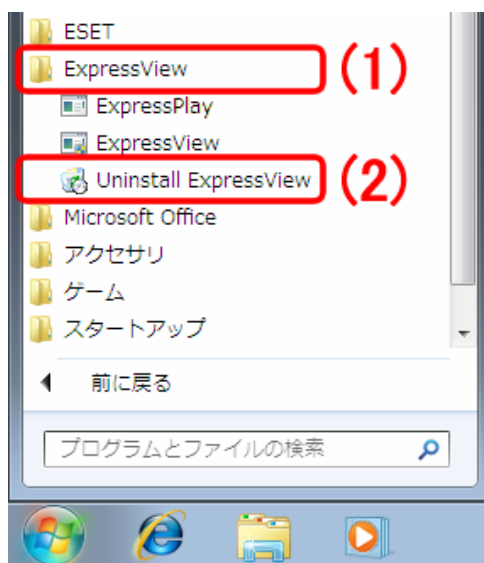 ESET
ExpressView (1)
ExpressPlay
ExpressView
Uninstall ExpressView (2)
Microsoft Office
アクセサリ
ゲーム
スタートアップ
前に戻る
プログラムとファイルの検索